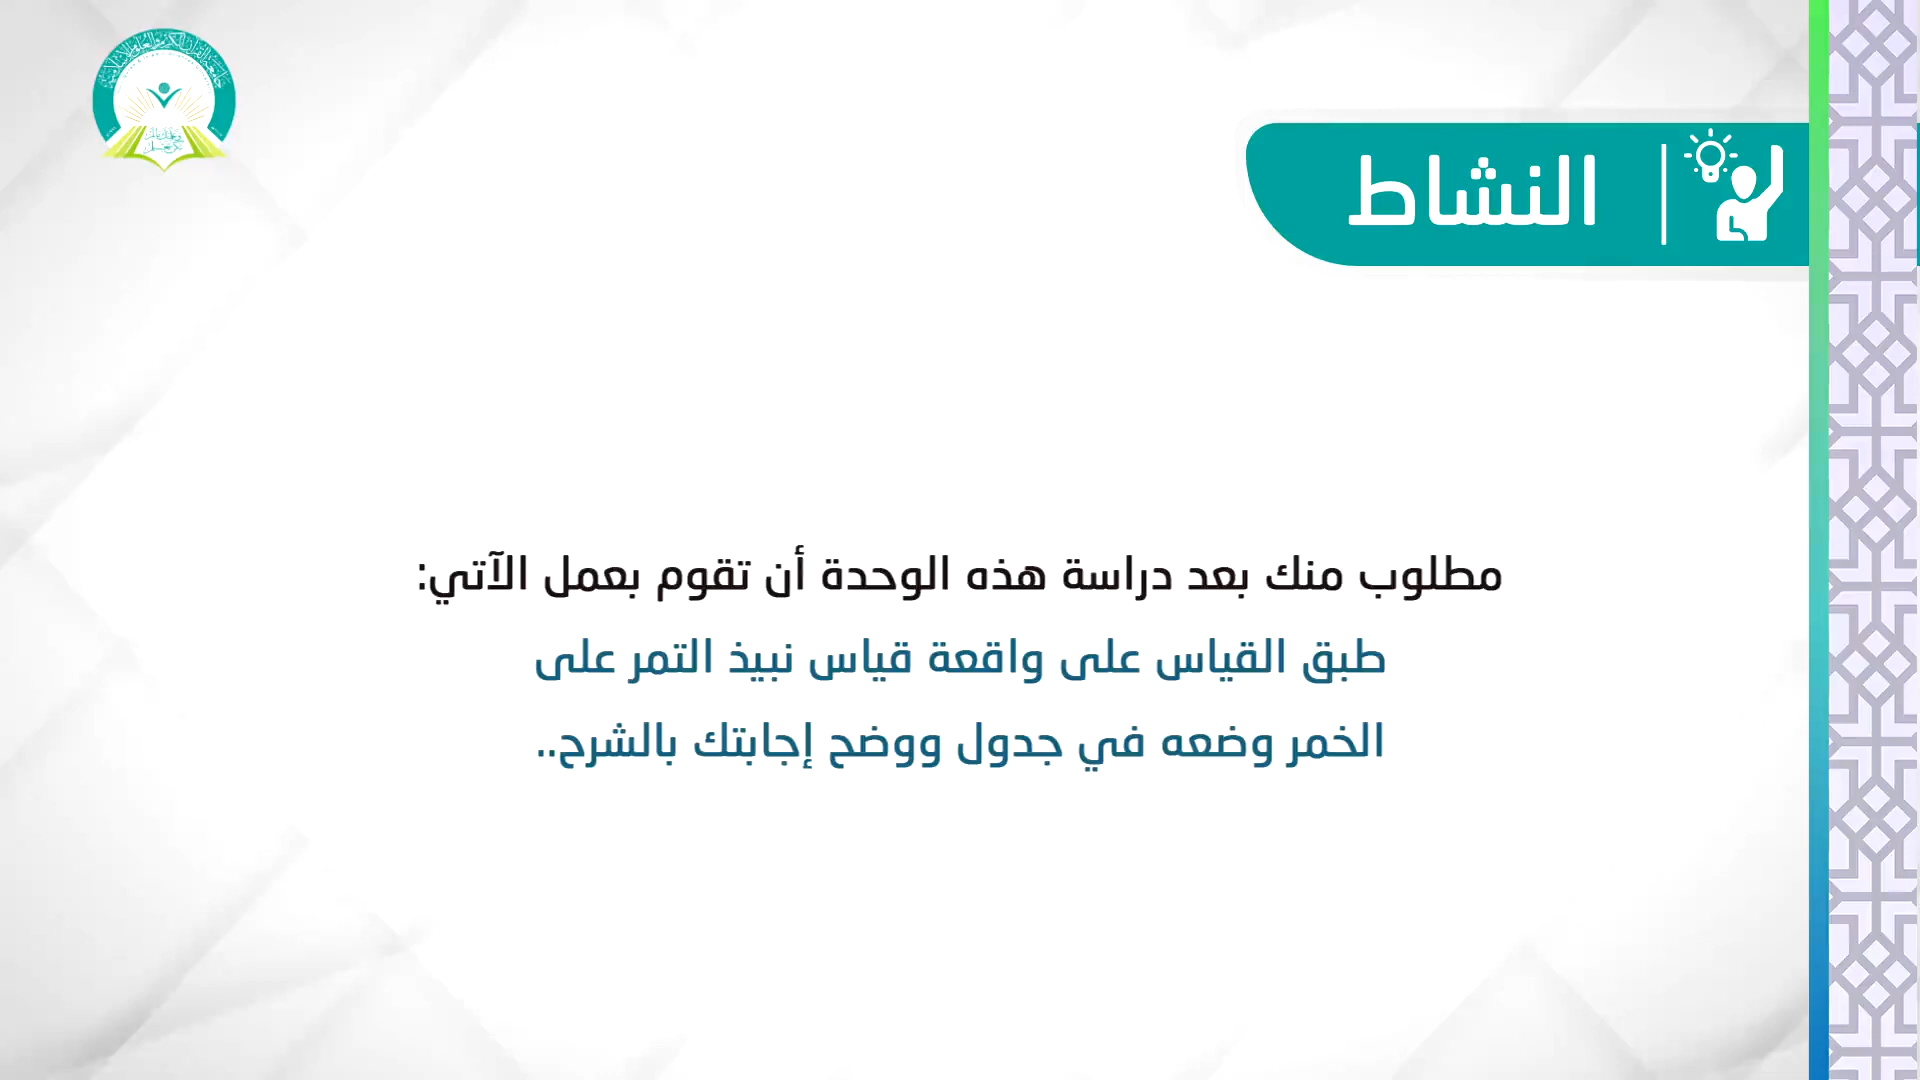 النشاط
مطلوب منك بعد دراسة هذه الوحدة أن تقوم بعمل الآتي:
طبق القياس على واقعة قياس نبيذ التمر على
الخمر وضعه في جدول ووضح إجابتك بالشرح..